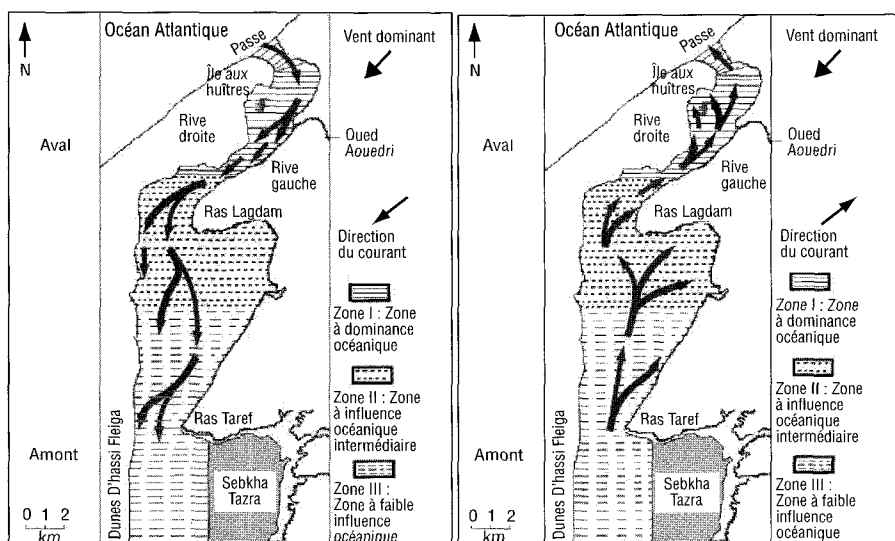 Océan Atlantique
Passe
Vent dominant
N
Île aux
huîtres
Rive
droite
Aval
Oued
Aouedri
Rive
gauche
Ras Lagdam
Direction
du courant
Zone I : Zone
à dominance
océanique
Zone II : Zone
à influence
océanique
intermédiaire
Ras Taref
Amont
Dunes D'hassi Fleiga
Sebkha
Tazra
Zone III :
Zone à faible
influence
océanique
0 1 2
km
Océan Atlantique
Passe
Vent dominant
N
Île aux
huîtres
Rive
droite
Aval
Oued
Aouedri
Rive
gauche
Ras Lagdam
Direction
du courant
Zone I : Zone
à dominance
océanique
Zone II : Zone
à influence
océanique
intermédiaire
Ras Taref
Amont
Dunes D'hassi Fleiga
Sebkha
Tazra
Zone III :
Zone à faible
influence
océanique
0 1 2
km